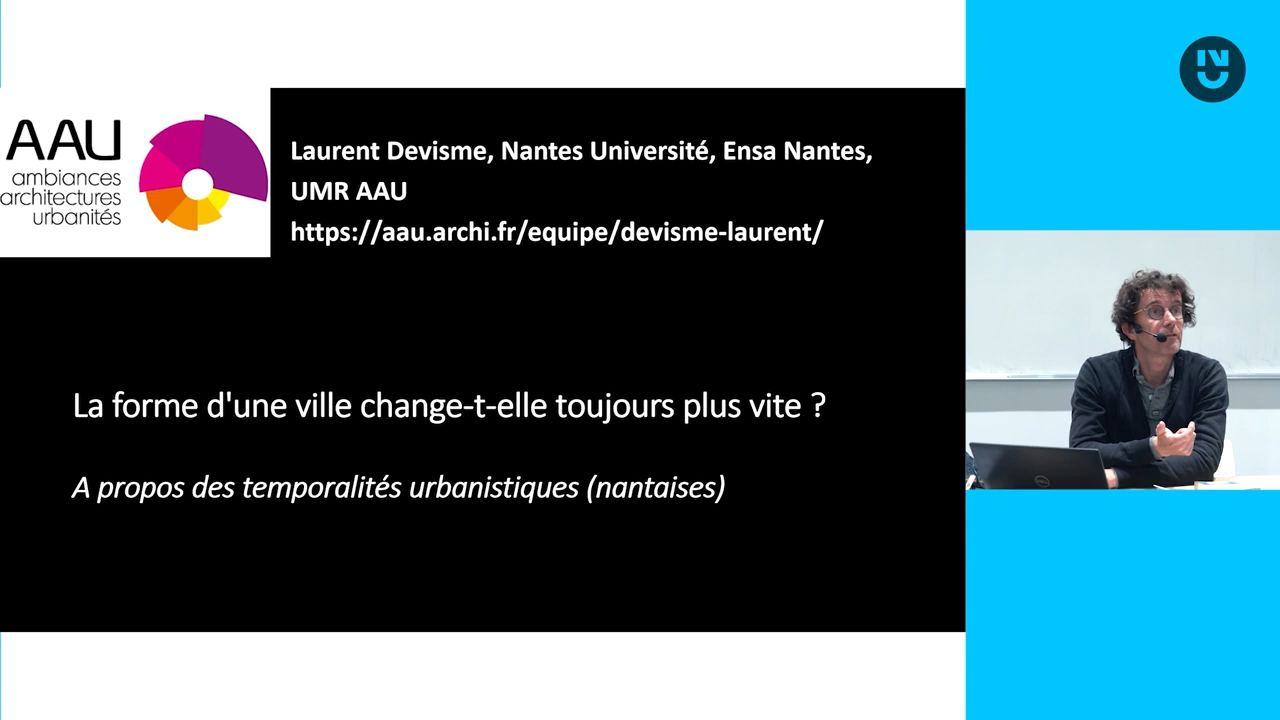 AAU
ambiances
architectures
urbanités
Laurent Devisme, Nantes Université, Ensa Nantes,
UMR AAU
https://aau.archi.fr/equipe/devisme-laurent/
La forme d'une ville change-t-elle toujours plus vite ?
A propos des temporalités urbanistiques (nantaises)